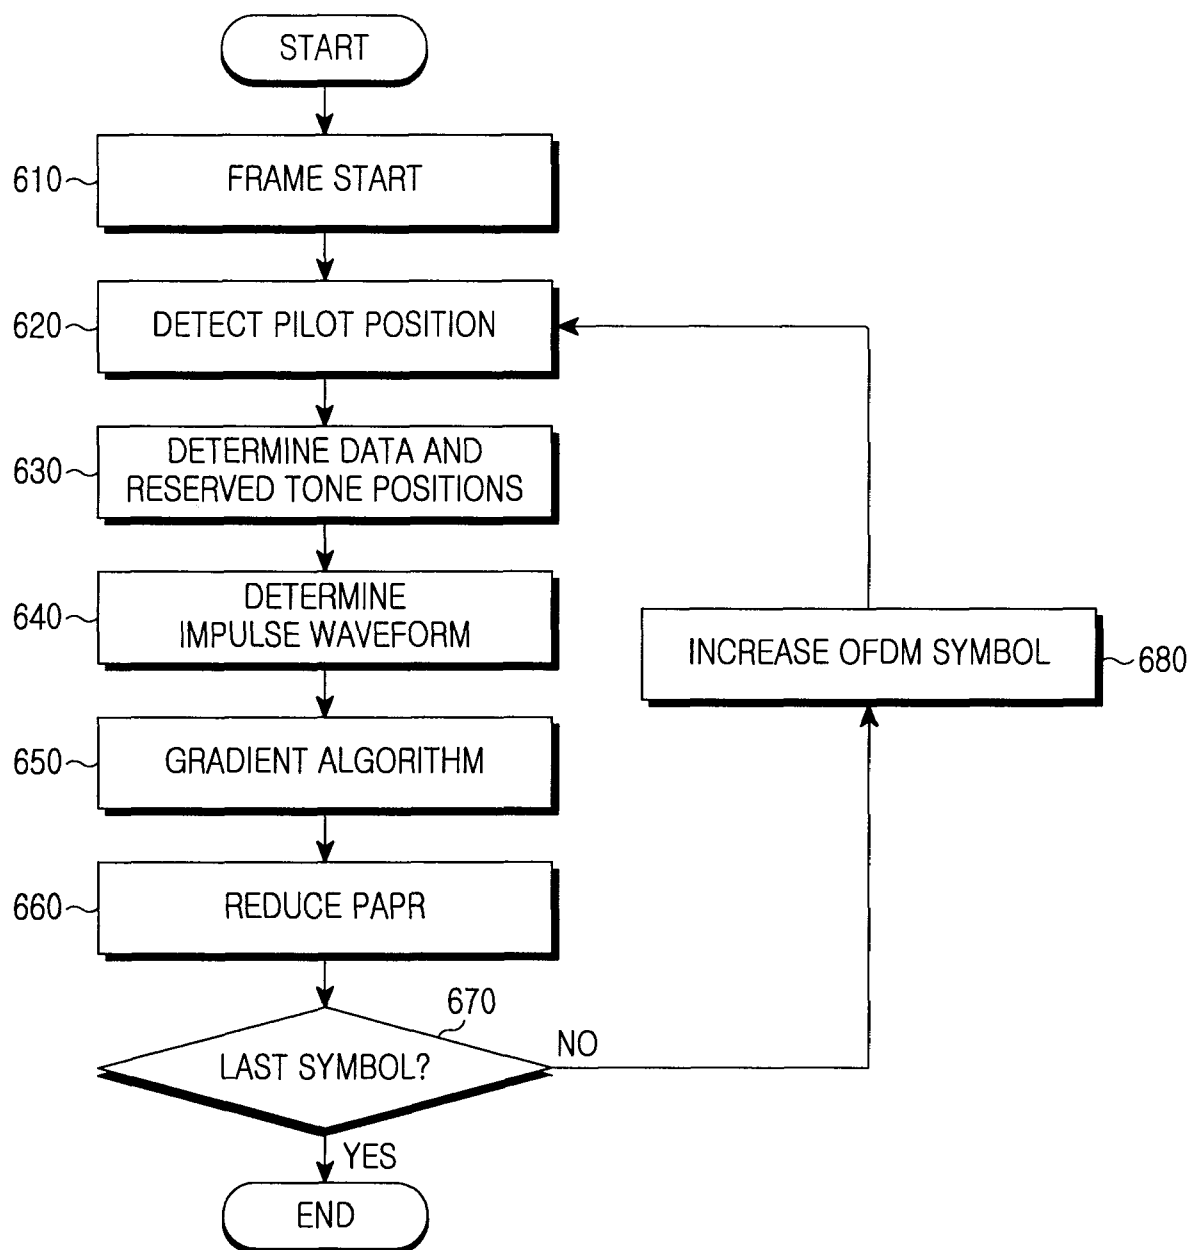 START
610
FRAME START
620
DETECT PILOT POSITION
630
DETERMINE DATA AND
RESERVED TONE POSITIONS
640
DETERMINE
IMPULSE WAVEFORM
INCREASE OFDM SYMBOL
680
650
GRADIENT ALGORITHM
660
REDUCE PAPR
670
LAST SYMBOL?
NO
YES
END